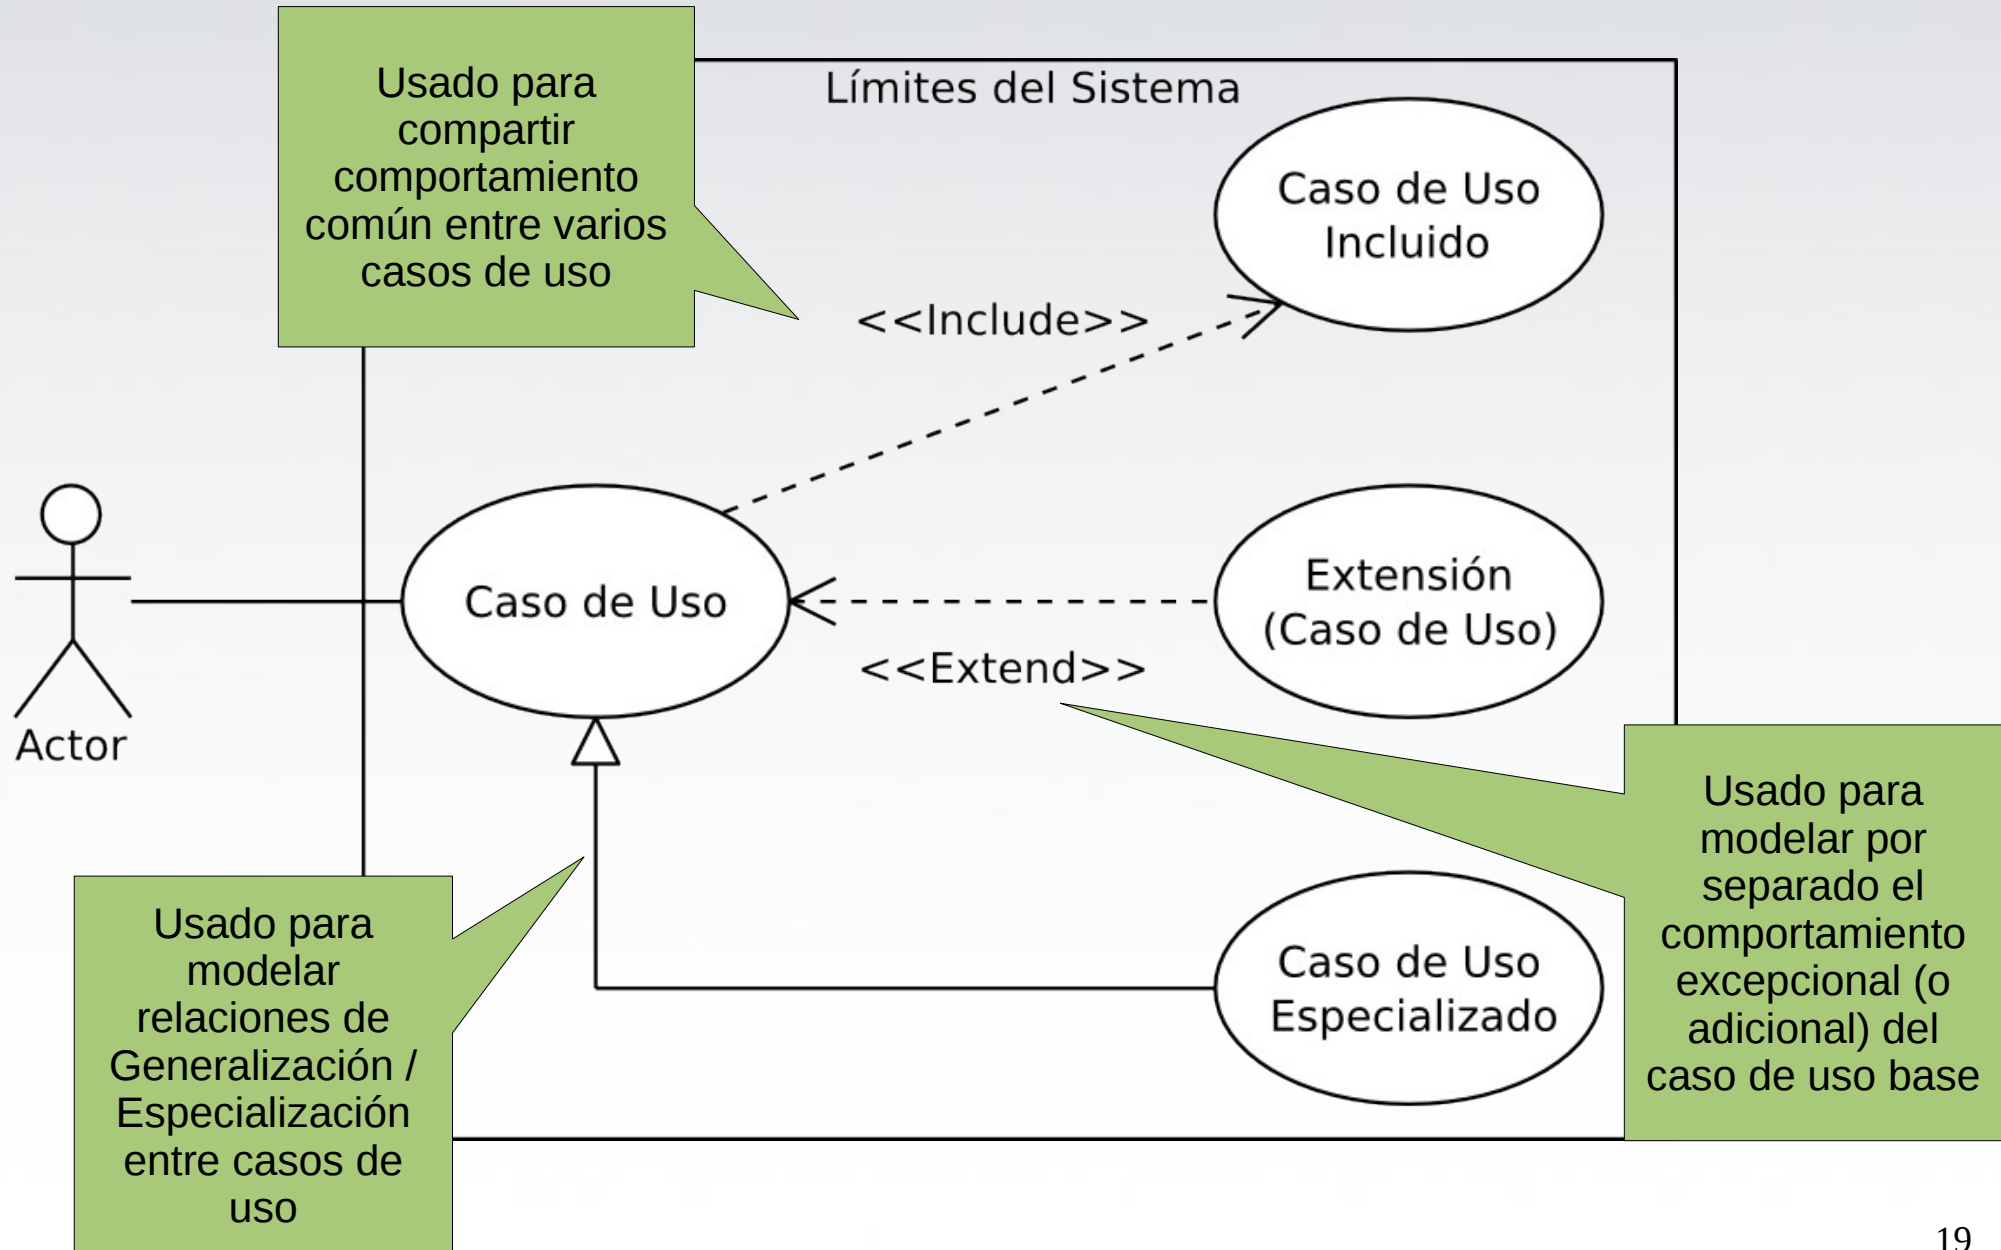 Usado para
compartir
comportamiento
común entre varios
casos de uso
Límites del Sistema
Caso de Uso
Incluido
<<Include>>
Caso de Uso
Extensión
(Caso de Uso)
<<Extend>>
Actor
Usado para
modelar por
separado el
comportamiento
excepcional (o
adicional) del
caso de uso base
Usado para
modelar
relaciones de
Generalización /
Especialización
entre casos de
uso
Caso de Uso
Especializado
19